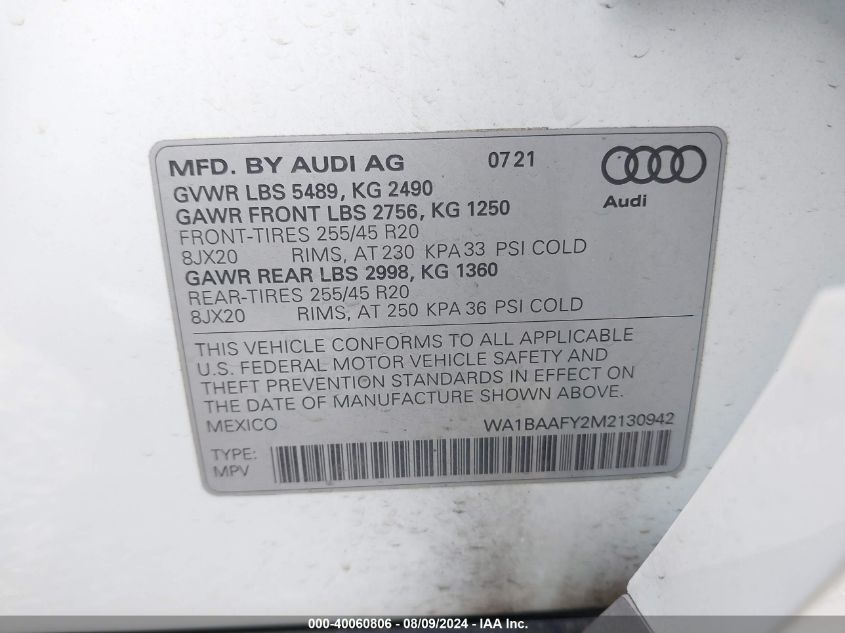 MFD. BY AUDI AG 07 21
GVWR LBS 5489, KG 2490
GAWR FRONT LBS 2756, KG 1250
Audi
FRONT-TIRES 255/45 R20
8JX20 RIMS, AT 230 KPA 33 PSI COLD
GAWR REAR LBS 2998, KG 1360
REAR-TIRES 255/45 R20
8JX20 RIMS, AT 250 KPA 36 PSI COLD
THIS VEHICLE CONFORMS TO ALL APPLICABLE
U.S. FEDERAL MOTOR VEHICLE SAFETY AND
THEFT PREVENTION STANDARDS IN EFFECT ON
THE DATE OF MANUFACTURE SHOWN ABOVE.
MEXICO WA1BAAFY2M2130942
TYPE:
MPV
000-40060806 - 08/09/2024 - IAA Inc.